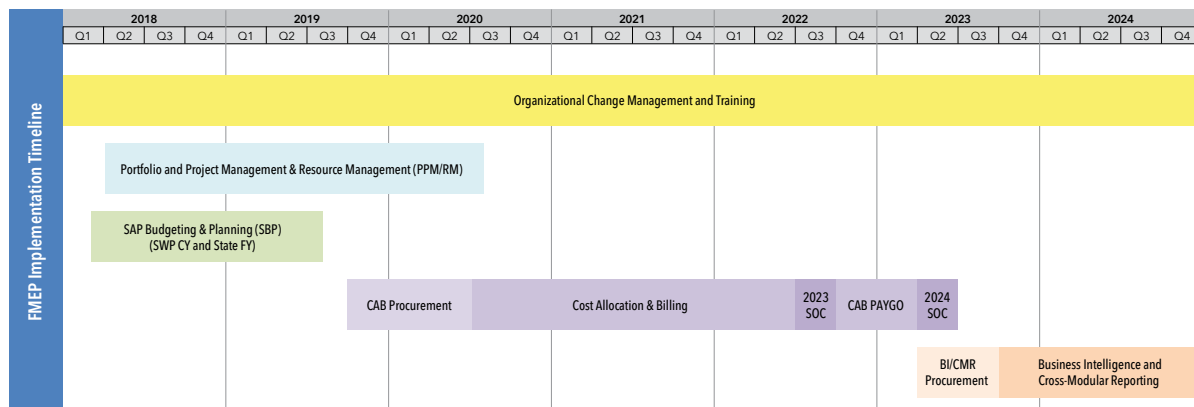 FMEP Implementation Timeline
2018 2019 2020 2021 2022 2023 2024
Q1 Q2 Q3 Q4 Q1 Q2 Q3 Q4 Q1 Q2 Q3 Q4 Q1 Q2 Q3 Q4 Q1 Q2 Q3 Q4 Q1 Q2 Q3 Q4 Q1 Q2 Q3 Q4
Organizational Change Management and Training
Portfolio and Project Management & Resource Management (PPM/RM)
SAP Budgeting & Planning (SBP)
(SWP CY and State FY)
CAB Procurement
Cost Allocation & Billing
2023
SOC
CAB PAYGO
2024
SOC
BI/CMR
Procurement
Business Intelligence and
Cross-Modular Reporting